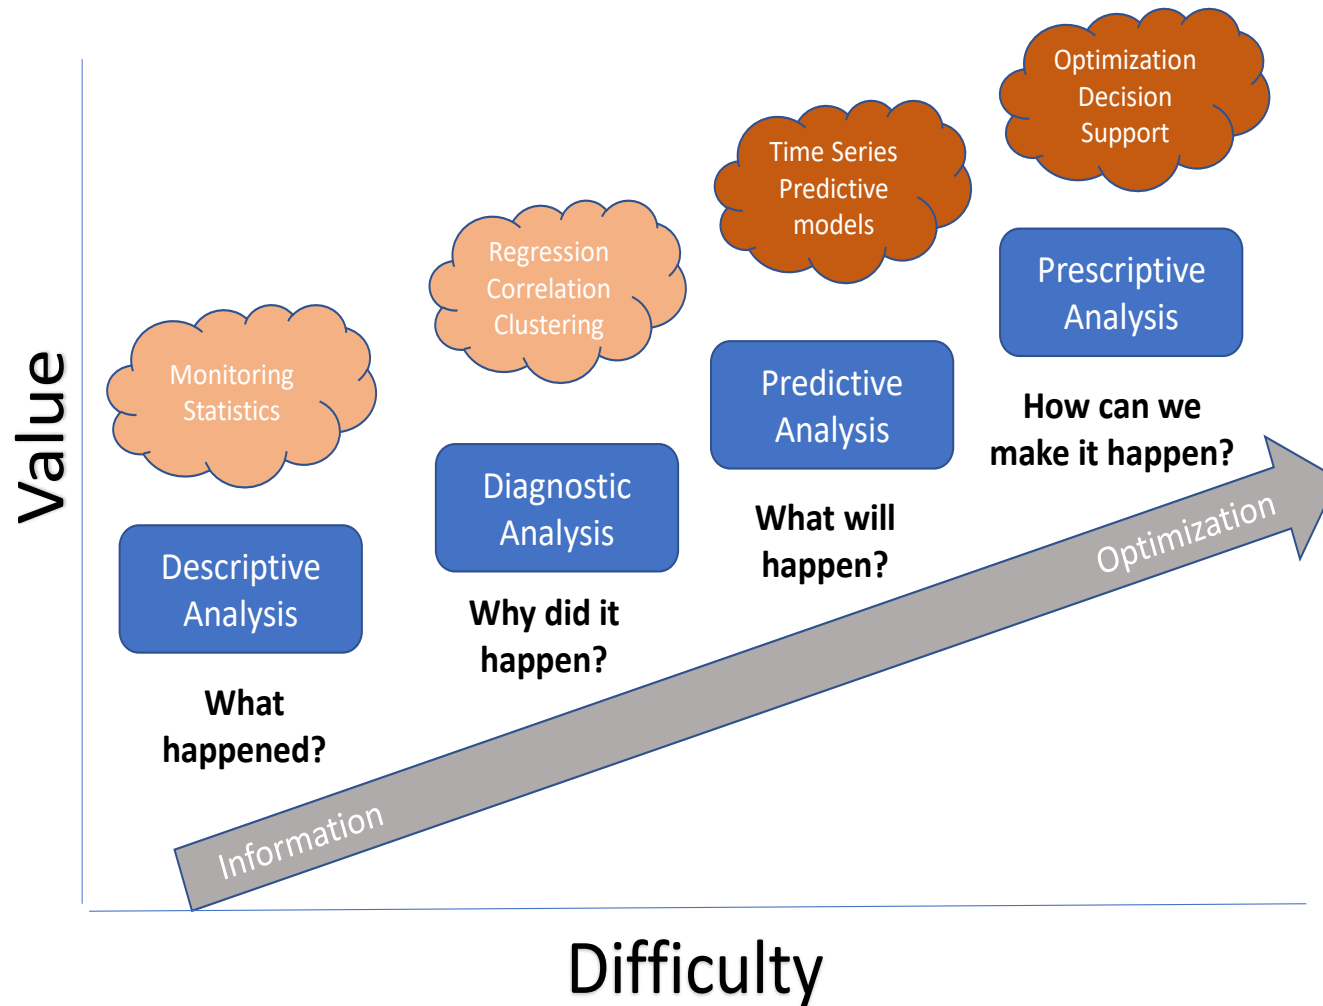 Value
Monitoring
Statistics
Descriptive
Analysis
What
happened?
Regression
Correlation
Clustering
Diagnostic
Analysis
Why did it
happen?
Time Series
Predictive
models
Predictive
Analysis
What will
happen?
Optimization
Decision
Support
Prescriptive
Analysis
How can we
make it happen?
Information
Optimization
Difficulty